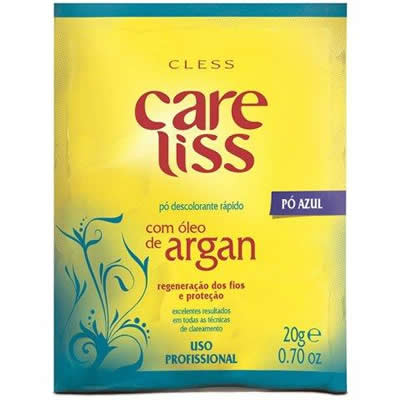 CLESS
care
liss
pó descolorante rápido
PÓ AZUL
com óleo
de argan
regeneração dos fios
e proteção
excelentes resultados
em todas as técnicas
de clareamento
USO
PROFISSIONAL
20g e
0.70 oz